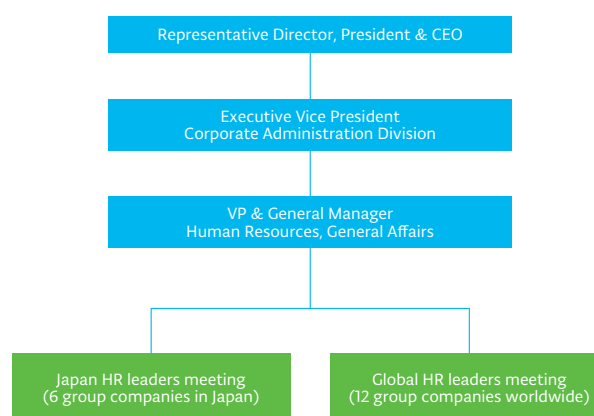 Representative Director, President & CEO
Executive Vice President
Corporate Administration Division
VP & General Manager
Human Resources, General Affairs
Japan HR leaders meeting
(6 group companies in Japan)
Global HR leaders meeting
(12 group companies worldwide)